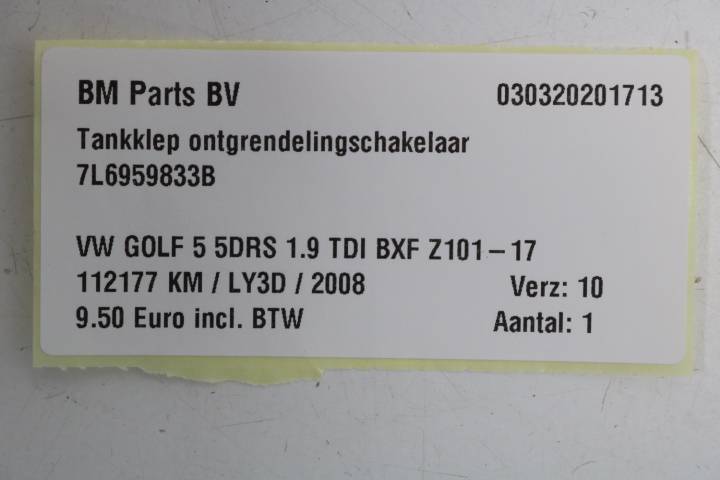 BM Parts BV 030320201713
Tankklep ontgrendelingschakelaar
7L6959833B
VW GOLF 5 5DRS 1.9 TDI BXF Z101-17
112177 KM / LY3D / 2008 Verz: 10
9.50 Euro incl. BTW Aantal: 1